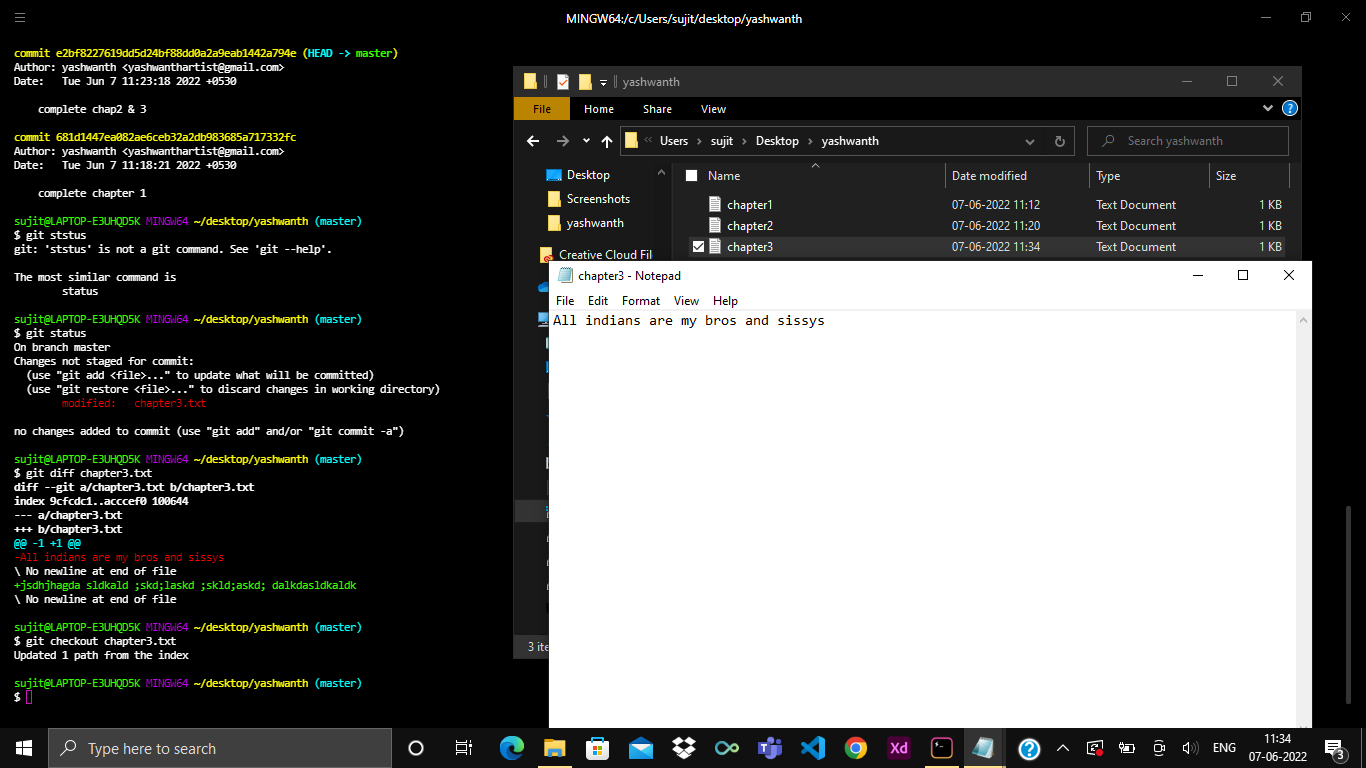 MINGW64:/c/Users/sujit/desktop/yashwanth
commit e2bf8227619dd5d24bf88dd0a2a9eab1442a794e (HEAD -> master)
Author: yashwanth <yashwanthartist@gmail.com>
Date:   Tue Jun 7 11:23:18 2022 +0530
complete chap2 & 3
commit 681d1447ea082ae6ceb32a2db983685a717332fc
Author: yashwanth <yashwanthartist@gmail.com>
Date:   Tue Jun 7 11:18:21 2022 +0530
complete chapter 1
sujit@LAPTOP-E3UHQD5K MINGW64 ~/desktop/yashwanth (master)
$ git ststus
git: 'ststus' is not a git command. See 'git --help'.
The most similar command is
status
sujit@LAPTOP-E3UHQD5K MINGW64 ~/desktop/yashwanth (master)
$ git status
On branch master
Changes not staged for commit:
(use "git add <file>..." to update what will be committed)
(use "git restore <file>..." to discard changes in working directory)
modified:   chapter3.txt
no changes added to commit (use "git add" and/or "git commit -a")
sujit@LAPTOP-E3UHQD5K MINGW64 ~/desktop/yashwanth (master)
$ git diff chapter3.txt
diff --git a/chapter3.txt b/chapter3.txt
index 9cfcdc1..acccef0 100644
--- a/chapter3.txt
+++ b/chapter3.txt
@@ -1 +1 @@
-All indians are my bros and sissys
\ No newline at end of file
+jsdhjhagda sldkald ;skd;laskd ;skld;askd; dalkdasldkaldk
\ No newline at end of file
sujit@LAPTOP-E3UHQD5K MINGW64 ~/desktop/yashwanth (master)
$ git checkout chapter3.txt
Updated 1 path from the index
sujit@LAPTOP-E3UHQD5K MINGW64 ~/desktop/yashwanth (master)
$
yashwanth
File Home Share View
Users › sujit › Desktop › yashwanth
Search yashwanth
Desktop
Screenshots
yashwanth
Creative Cloud Fil
Name Date modified Type Size
chapter1 07-06-2022 11:12 Text Document 1 KB
chapter2 07-06-2022 11:20 Text Document 1 KB
chapter3 07-06-2022 11:34 Text Document 1 KB
3 ite
chapter3 - Notepad
File Edit Format View Help
All indians are my bros and sissys
Type here to search
Xd
ENG
11:34
07-06-2022
3